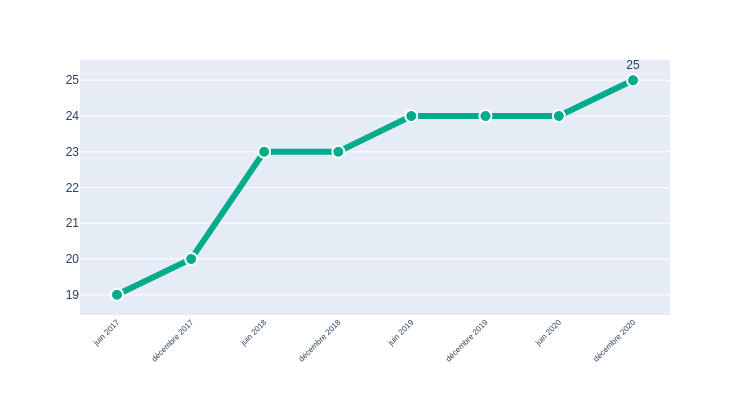 25
25
24
23
22
21
20
19
juin 2017
décembre 2017
juin 2018
décembre 2018
juin 2019
décembre 2019
juin 2020
décembre 2020